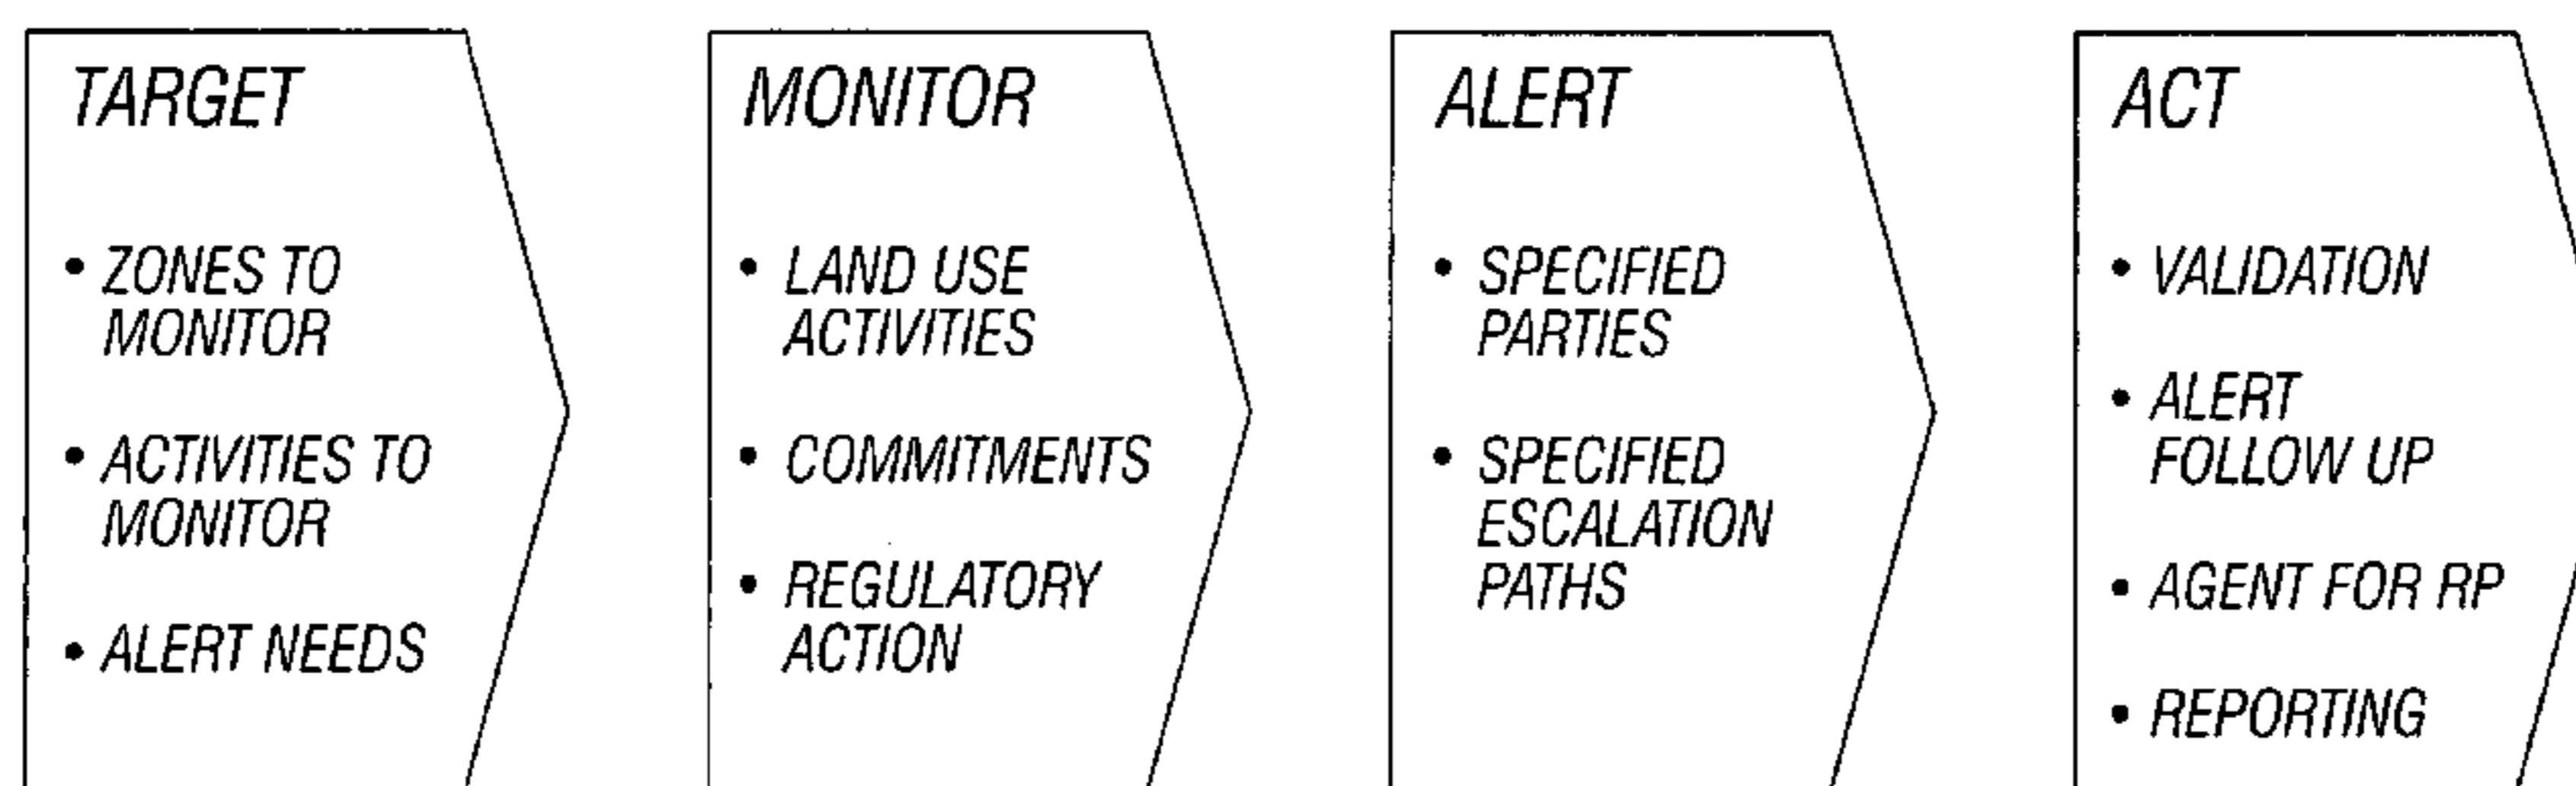 TARGET
• ZONES TO
MONITOR
• ACTIVITIES TO
MONITOR
• ALERT NEEDS
MONITOR
• LAND USE
ACTIVITIES
• COMMITMENTS
• REGULATORY
ACTION
ALERT
• SPECIFIED
PARTIES
• SPECIFIED
ESCALATION
PATHS
ACT
• VALIDATION
• ALERT
FOLLOW UP
• AGENT FOR RP
• REPORTING